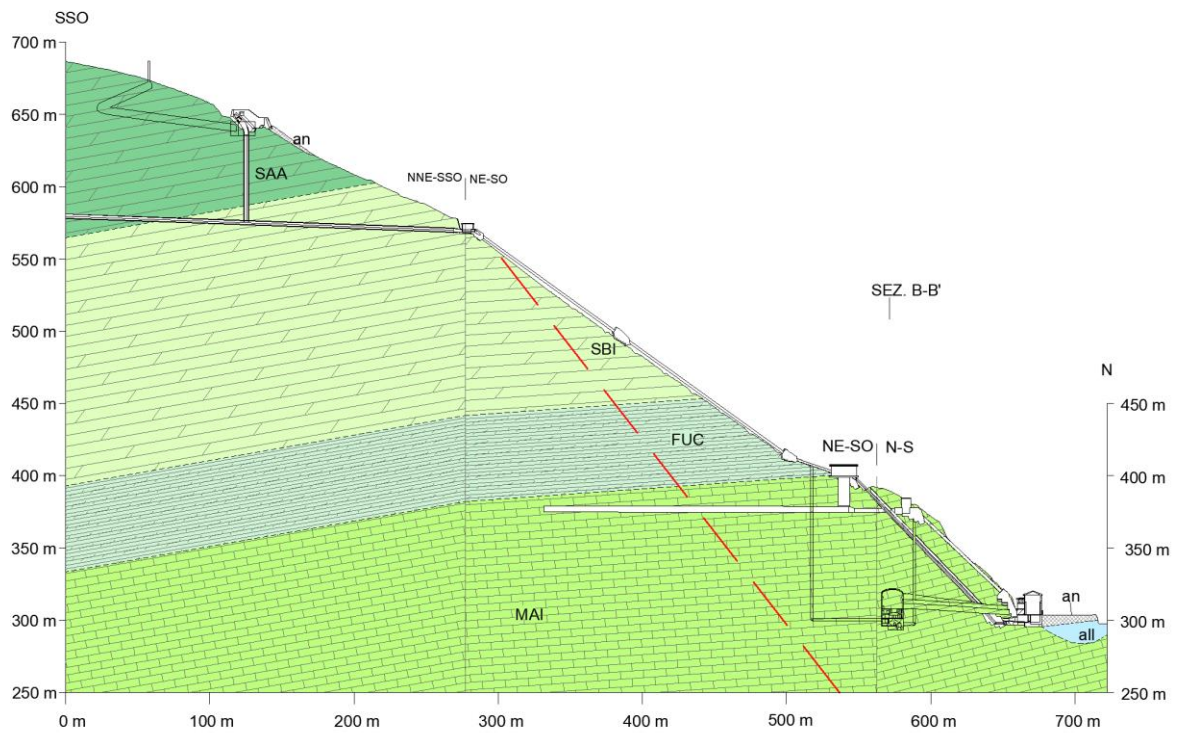 SSO
700 m
650 m
an
SAA
NNE-SSO NE-SO
600 m
550 m
SEZ. B-B'
500 m
SBI
N
450 m
450 m
FUC
NE-SO N-S
400 m
400 m
350 m
350 m
an
300 m
MAI
300 m
all
250 m
250 m
0 m 100 m 200 m 300 m 400 m 500 m 600 m 700 m